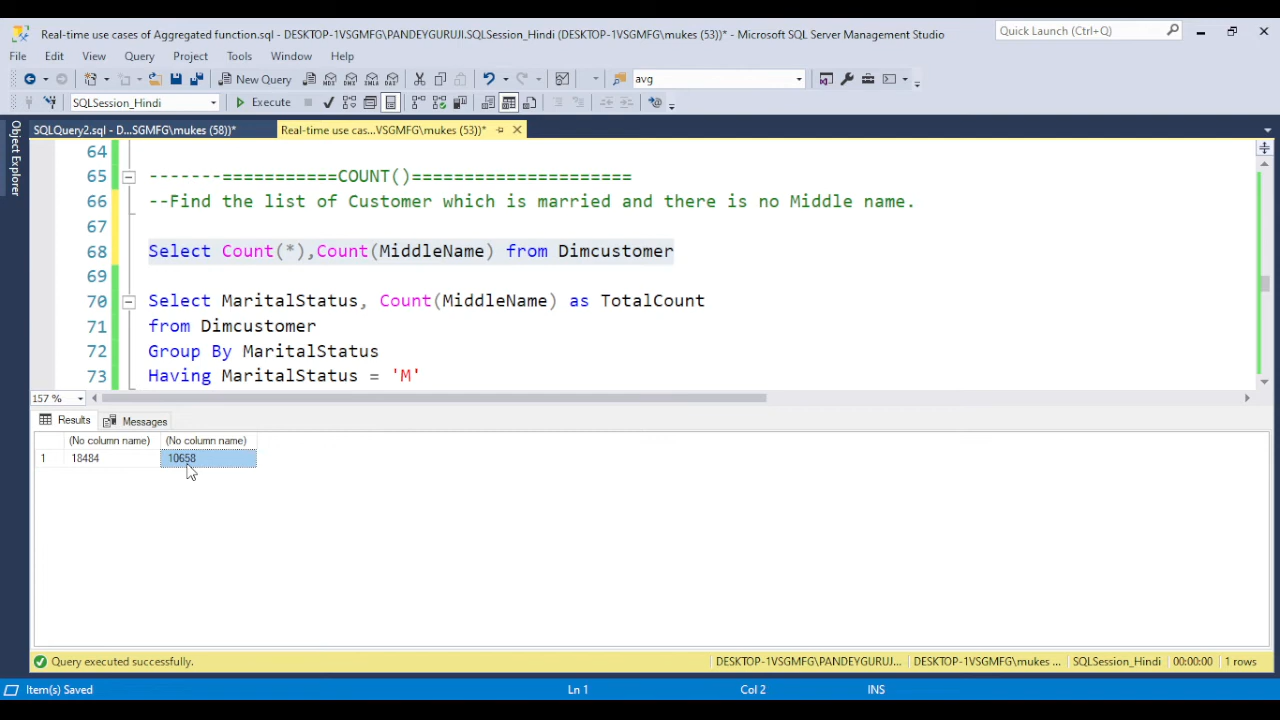 Real-time use cases of Aggregated function.sql - DESKTOP-1VSGMFG\PANDEYGURUJI.SQLSession_Hindi (DESKTOP-1VSGMFG\mukes (53))* - Microsoft SQL Server Management Studio
Quick Launch (Ctrl+Q)
File Edit View Query Project Tools Window Help
New Query avg
SQLSession_Hindi Execute
SQLQuery2.sql - D...SGMFG\mukes (58))* Real-time use cas...VSGMFG\mukes (53))*
Object Explorer
64
65 -------===========COUNT()=====================
66 --Find the list of Customer which is married and there is no Middle name.
67
68 Select Count(*),Count(MiddleName) from Dimcustomer
69
70 Select MaritalStatus, Count(MiddleName) as TotalCount
71 from Dimcustomer
72 Group By MaritalStatus
73 Having MaritalStatus = 'M'
157 %
Results Messages
(No column name) (No column name)
1 18484 10658
Query executed successfully. DESKTOP-1VSGMFG\PANDEYGURUJ... DESKTOP-1VSGMFG\mukes ... SQLSession_Hindi 00:00:00 1 rows
Item(s) Saved Ln 1 Col 2 INS